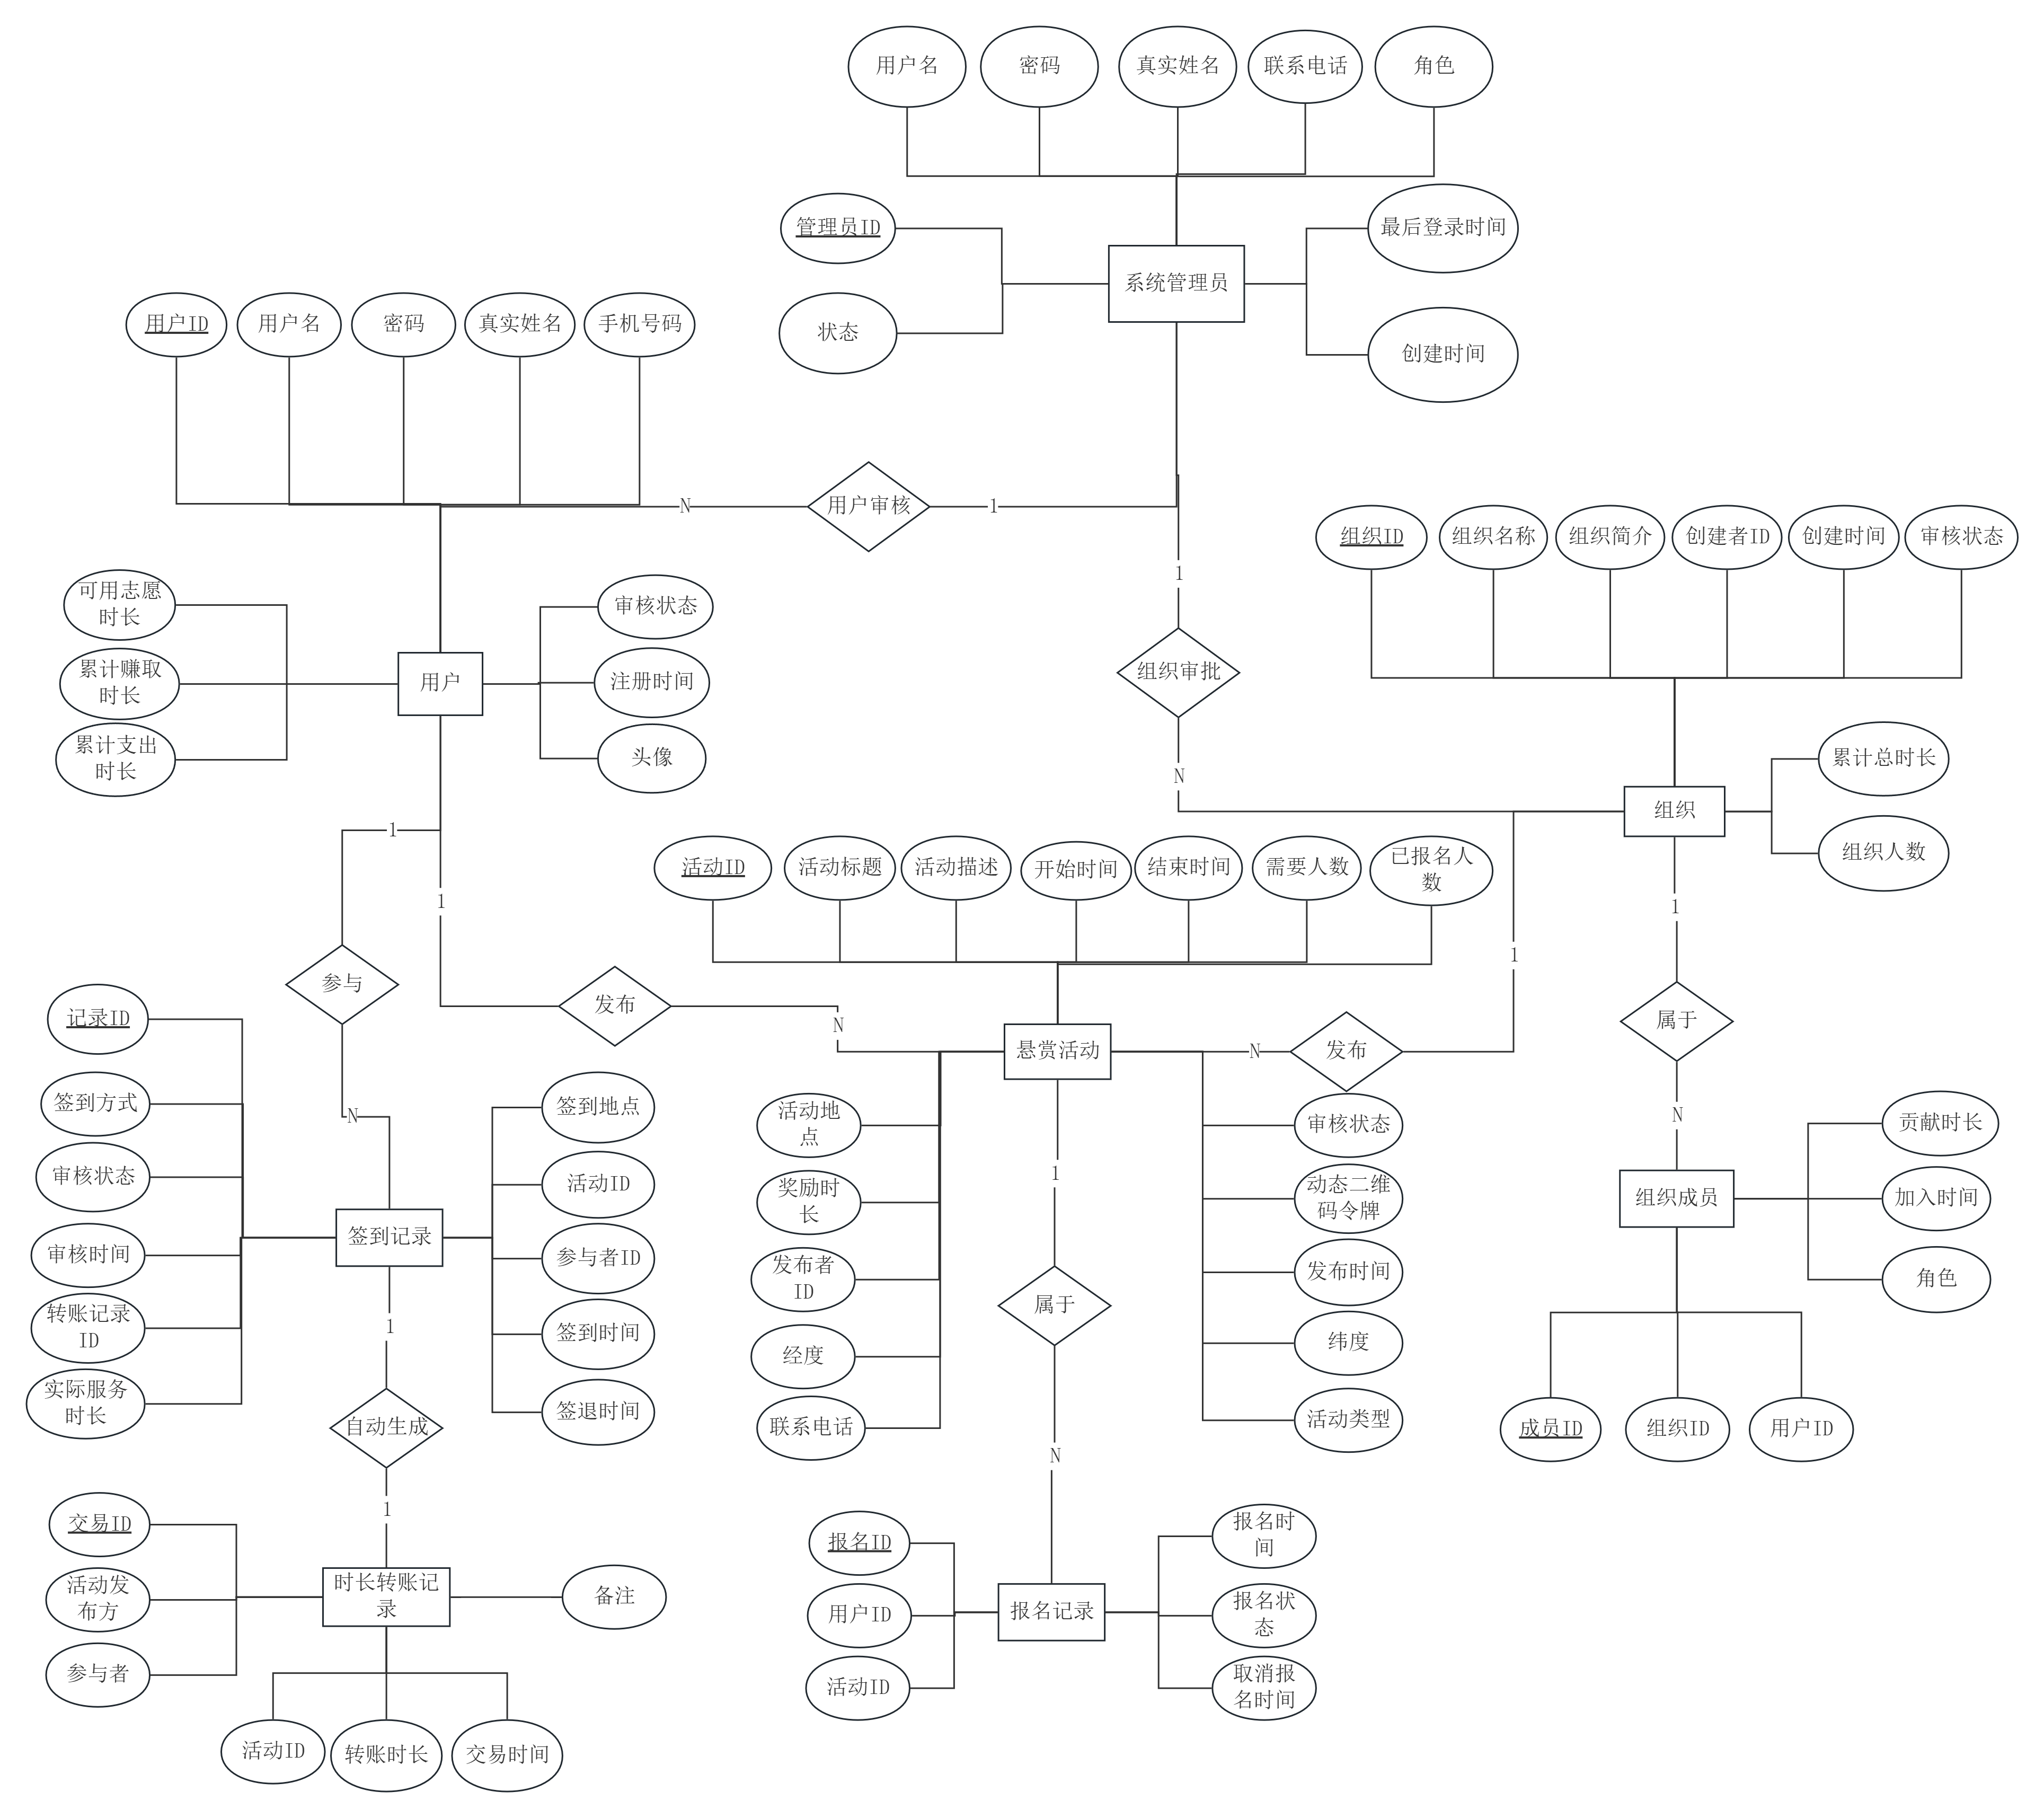 用户名
密码
真实姓名
联系电话
角色
管理员ID
状态
系统管理员
最后登录时间
创建时间
用户ID
用户名
密码
真实姓名
手机号码
N
用户审核
1
1
组织审批
N
组织ID
组织名称
组织简介
创建者ID
创建时间
审核状态
可用志愿
时长
累计赚取
时长
累计支出
时长
用户
审核状态
注册时间
头像
组织
累计总时长
组织人数
1
1
参与
N
发布
N
活动ID
活动标题
活动描述
开始时间
结束时间
需要人数
已报名人
数
悬赏活动
N
发布
1
1
属于
N
组织成员
贡献时长
加入时间
角色
成员ID
组织ID
用户ID
记录ID
签到方式
审核状态
审核时间
转账记录
ID
实际服务
时长
签到记录
签到地点
活动ID
参与者ID
签到时间
签退时间
活动地
点
奖励时
长
发布者
ID
经度
联系电话
审核状态
动态二维
码令牌
发布时间
纬度
活动类型
1
属于
N
1
自动生成
1
交易ID
活动发
布方
参与者
时长转账记
录
备注
活动ID
转账时长
交易时间
报名ID
用户ID
活动ID
报名记录
报名时
间
报名状
态
取消报
名时间